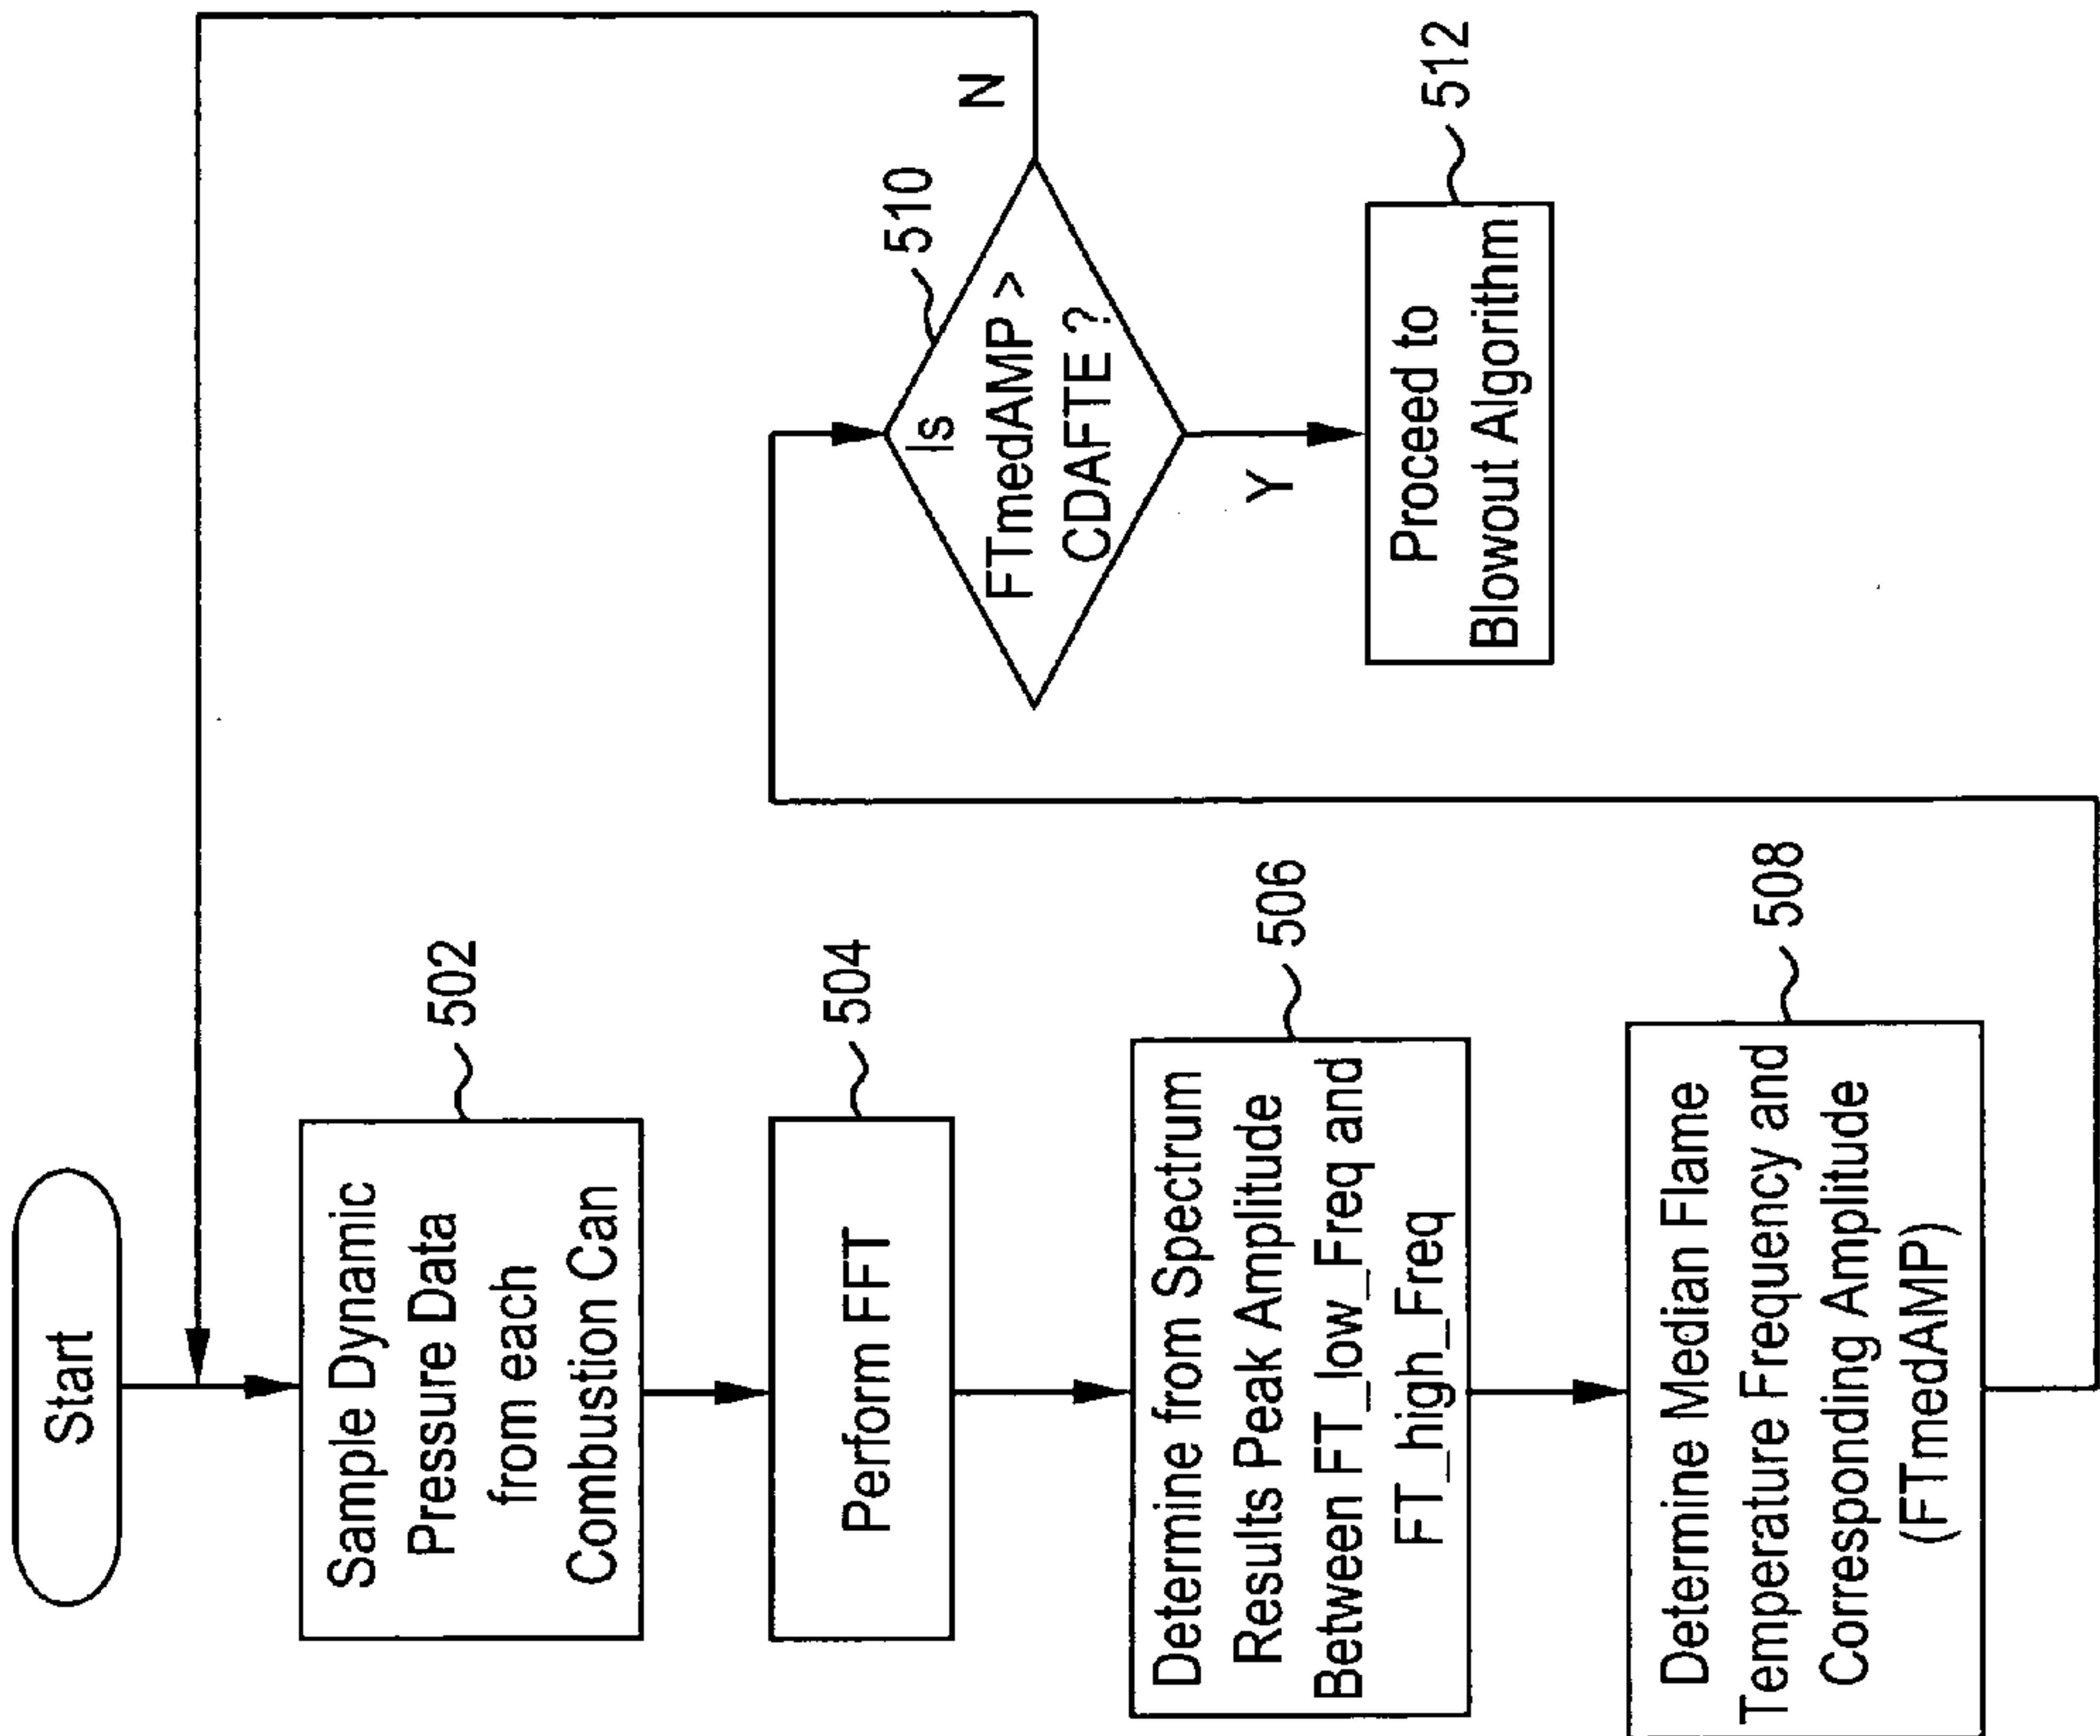 Start
Sample Dynamic
Pressure Data
from each
Combustion Can
502
Perform FFT
504
Determine from Spectrum
Results Peak Amplitude
Between FT_low_Freq and
FT_high_Freq
506
Determine Median Flame
Temperature Frequency and
Corresponding Amplitude
(FTmedAMP)
508
Is
FTmedAMP >
CDAFTE ?
510
N
Y
Proceed to
Blowout Algorithm
512